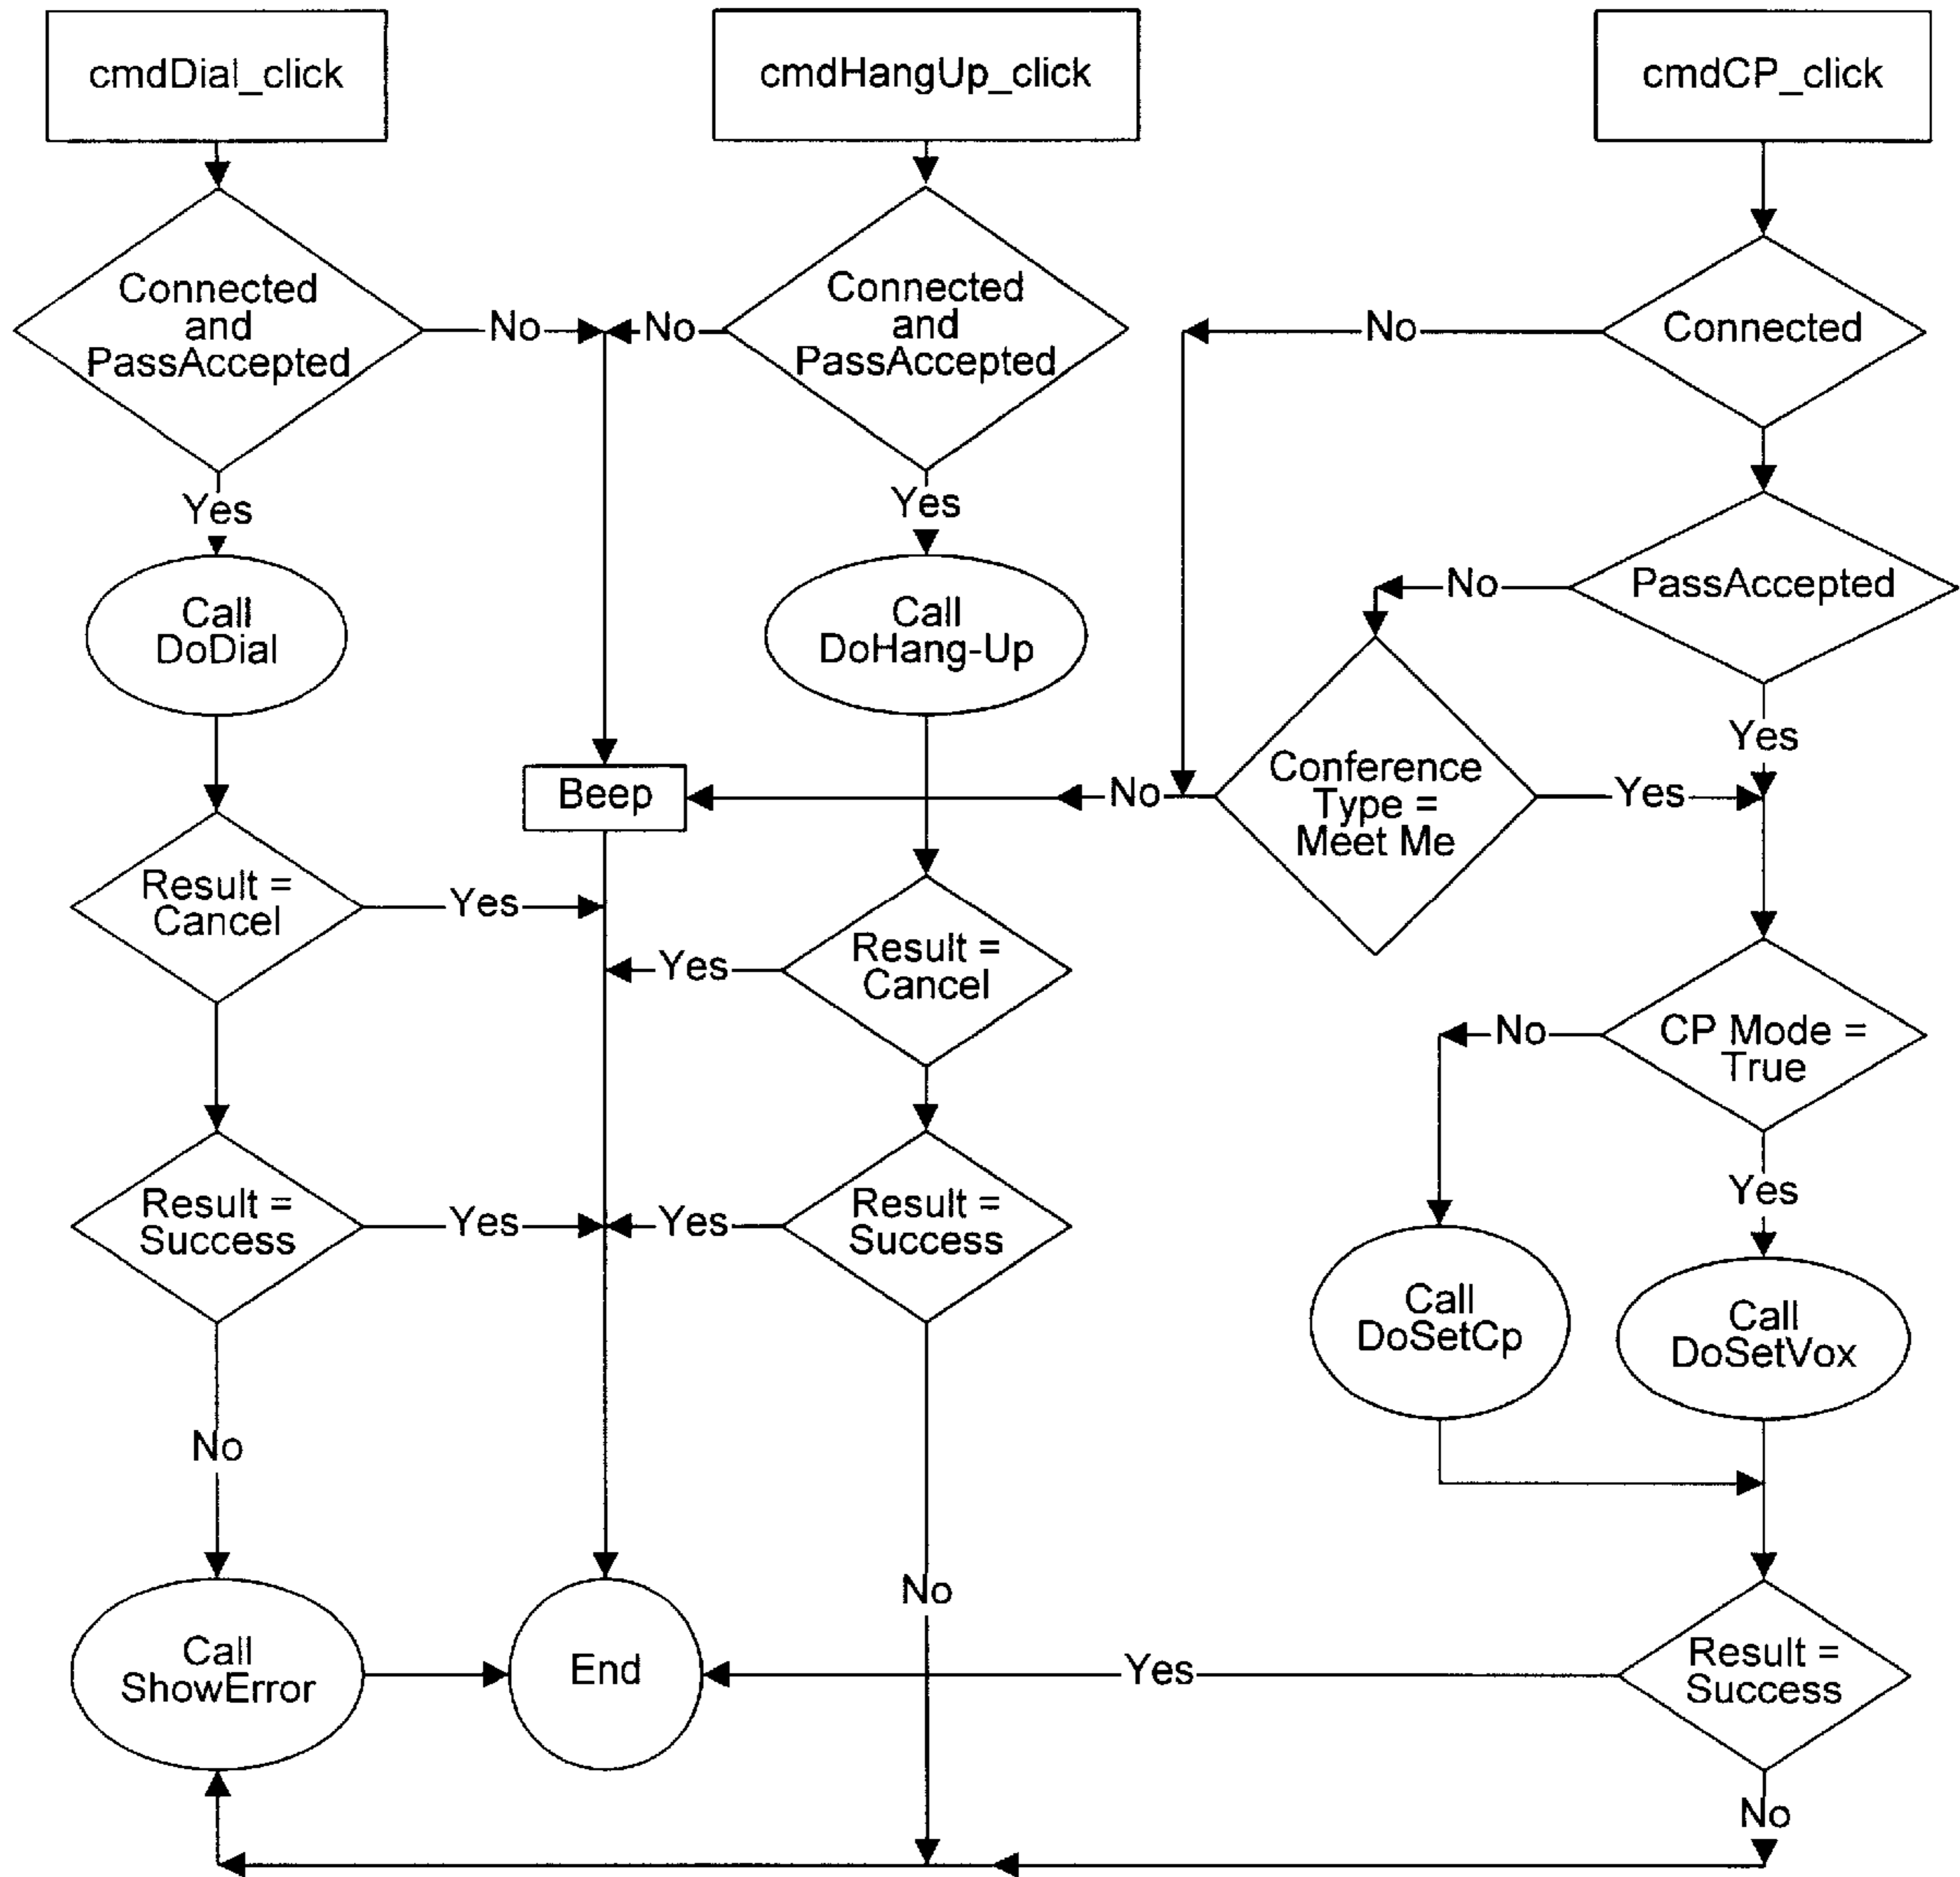 cmdDial_click
cmdHangUp_click
cmdCP_click
Connected
and
PassAccepted
No
No
Connected
and
PassAccepted
No
Connected
Yes
Yes
No
PassAccepted
Call
DoDial
Call
DoHang-Up
Yes
Beep
No
Conference
Type =
Meet Me
Yes
Result =
Cancel
Yes
Yes
Result =
Cancel
No
CP Mode =
True
Result =
Success
Yes
Yes
Result =
Success
Yes
Call
DoSetCp
Call
DoSetVox
No
No
Call
ShowError
End
Yes
Result =
Success
No